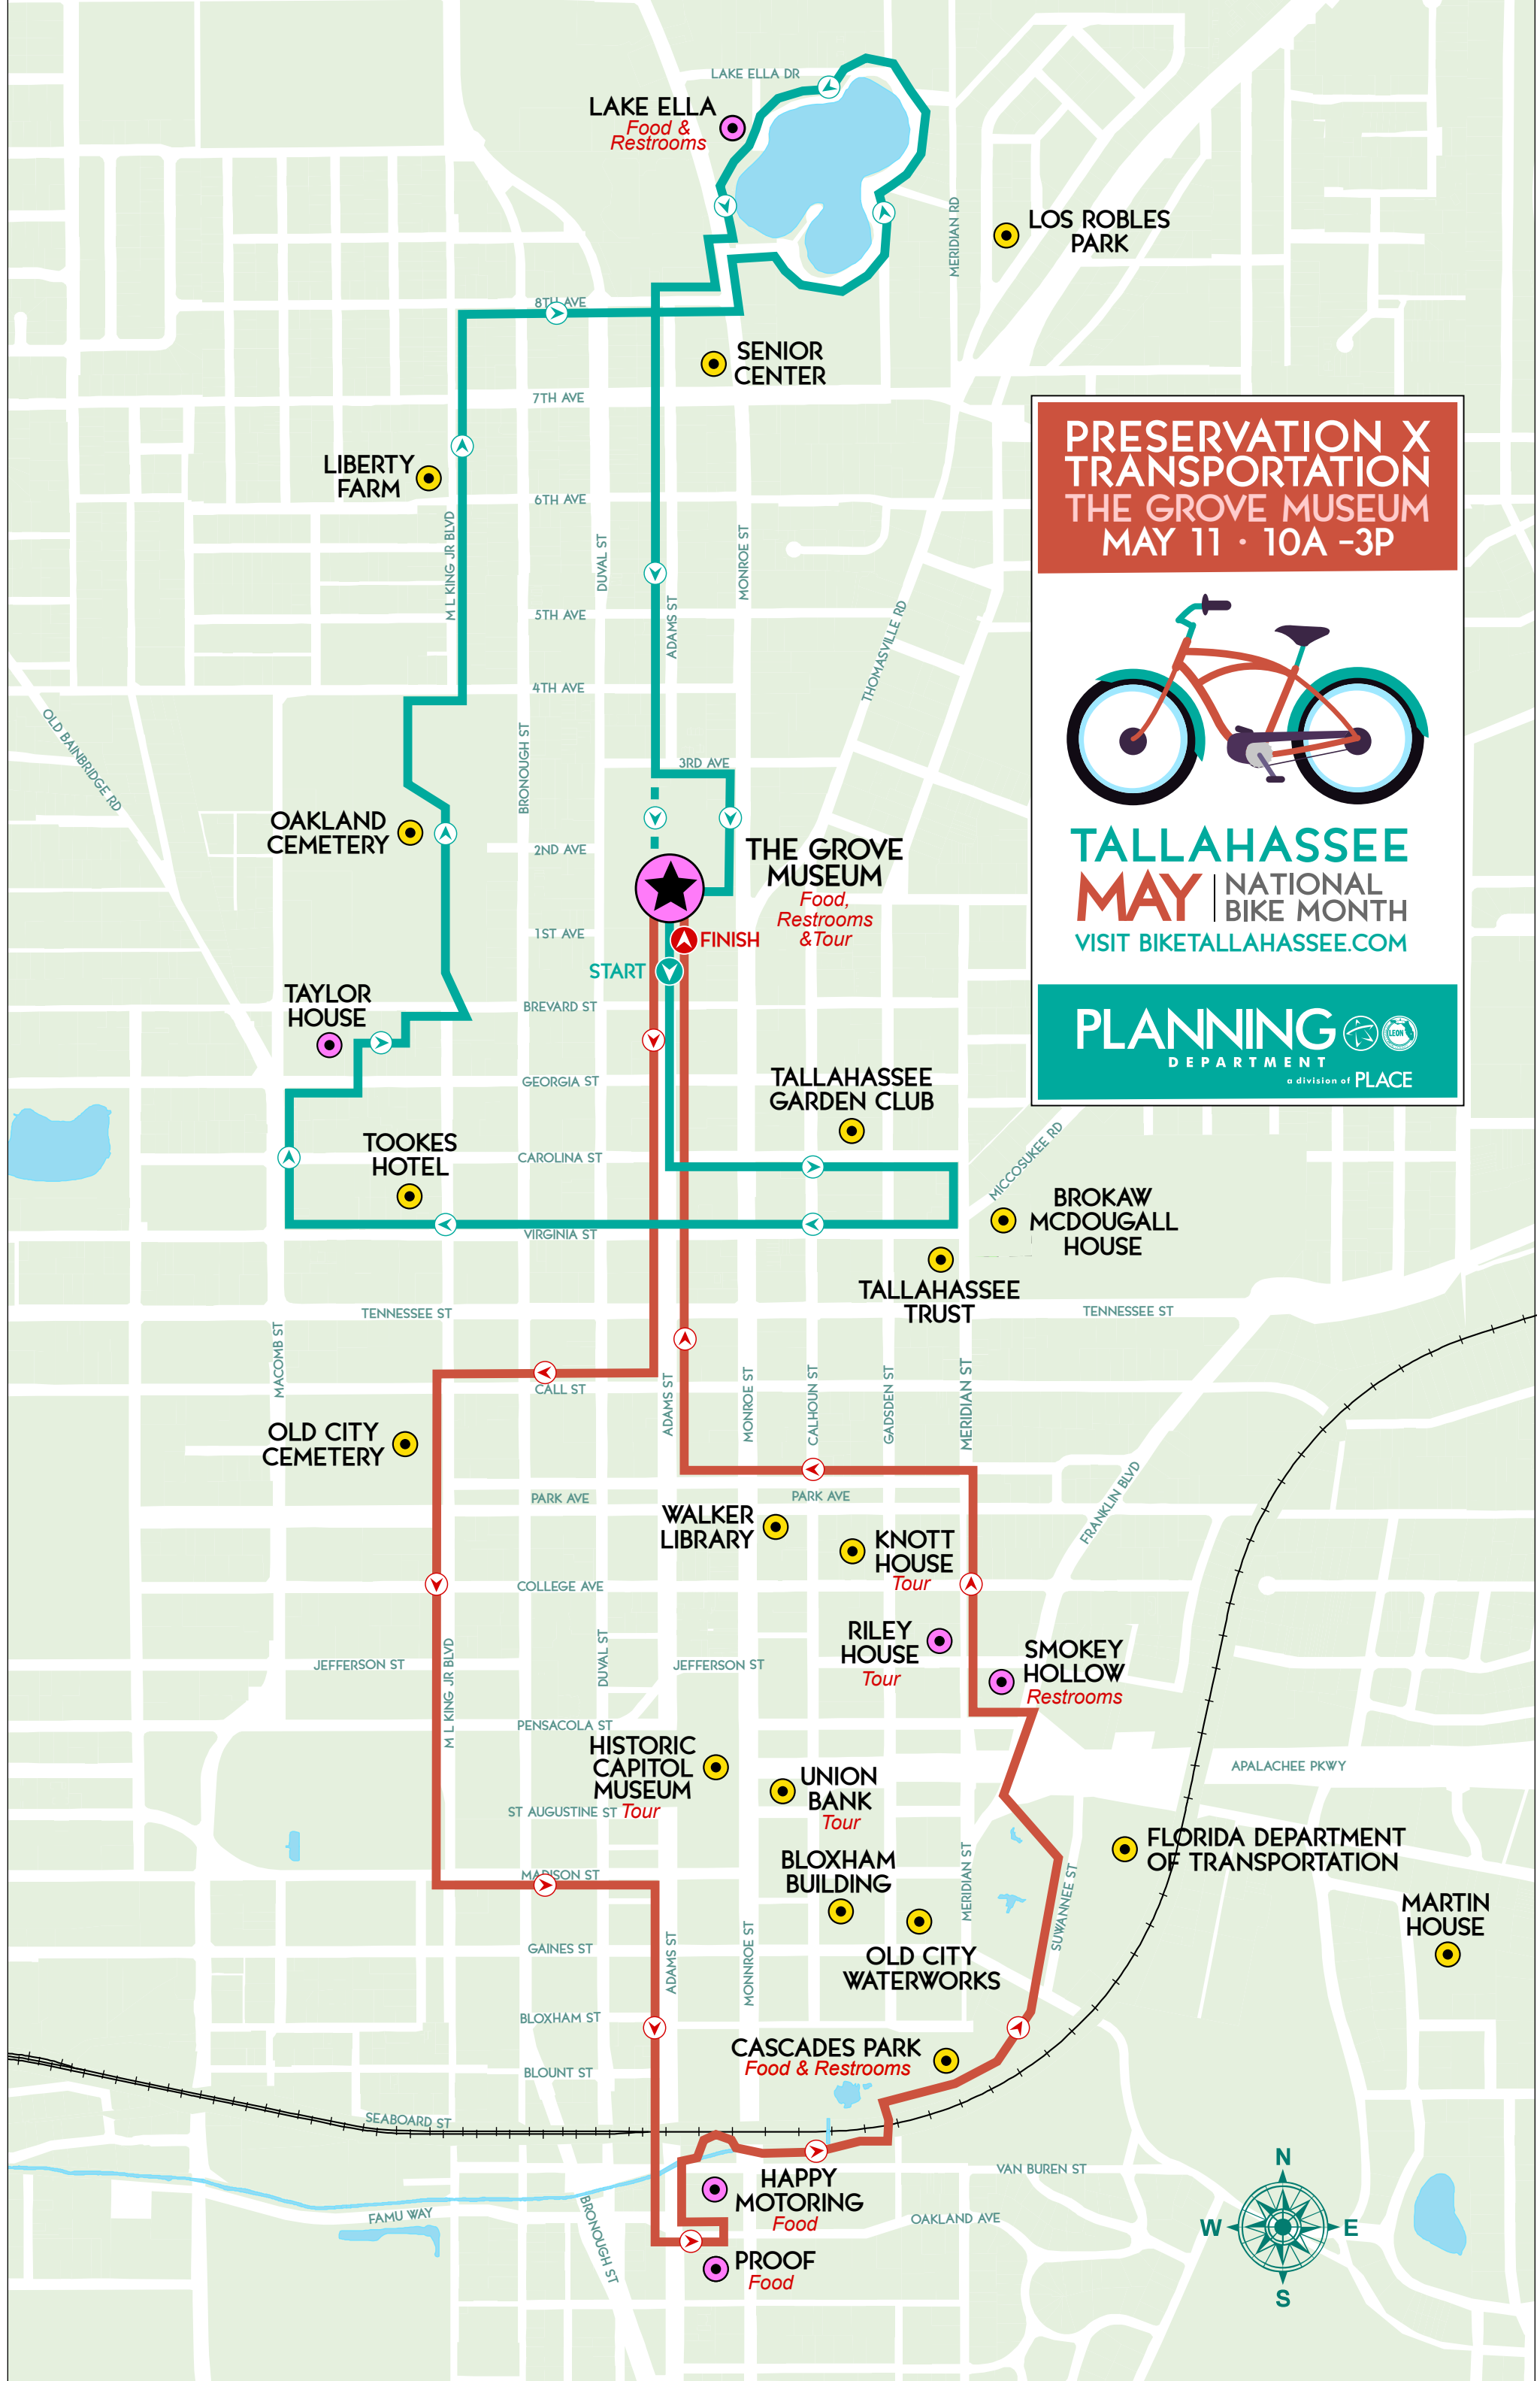 LAKE ELLA DR
LAKE ELLA
Food &
Restrooms
MERIDIAN RD
LOS ROBLES
PARK
8TH AVE
SENIOR
CENTER
7TH AVE
LIBERTY
FARM
6TH AVE
M L KING JR BLVD
DUVAL ST
MONROE ST
ADAMS ST
5TH AVE
THOMASVILLE RD
4TH AVE
OLD BAINBRIDGE RD
BRONOUGH ST
3RD AVE
OAKLAND
CEMETERY
2ND AVE
THE GROVE
MUSEUM
Food,
Restrooms
&Tour
1ST AVE
FINISH
START
TAYLOR
HOUSE
BREVARD ST
GEORGIA ST
TALLAHASSEE
GARDEN CLUB
TOOKES
HOTEL
CAROLINA ST
MICCOSUKEE RD
BROKAW
MCDOUGALL
HOUSE
VIRGINIA ST
TALLAHASSEE
TRUST
TENNESSEE ST
TENNESSEE ST
PRESERVATION X
TRANSPORTATION
THE GROVE MUSEUM
MAY 11 • 10A -3P
TALLAHASSEE
MAY
NATIONAL
BIKE MONTH
VISIT BIKETALLAHASSEE.COM
PLANNING
LEON
DEPARTMENT
a division of PLACE
MACOMB ST
CALL ST
ADAMS ST
MONROE ST
CALHOUN ST
GADSDEN ST
MERIDIAN ST
OLD CITY
CEMETERY
FRANKLIN BLVD
PARK AVE
PARK AVE
WALKER
LIBRARY
KNOTT
HOUSE
Tour
COLLEGE AVE
RILEY
HOUSE
Tour
SMOKEY
HOLLOW
Restrooms
JEFFERSON ST
M L KING JR BLVD
DUVAL ST
JEFFERSON ST
PENSACOLA ST
HISTORIC
CAPITOL
MUSEUM
Tour
UNION
BANK
Tour
APALACHEE PKWY
ST AUGUSTINE ST
FLORIDA DEPARTMENT
OF TRANSPORTATION
BLOXHAM
BUILDING
MADISON ST
MERIDIAN ST
SUWANNEE ST
MARTIN
HOUSE
OLD CITY
WATERWORKS
GAINES ST
ADAMS ST
MONNROE ST
BLOXHAM ST
CASCADES PARK
Food & Restrooms
BLOUNT ST
SEABOARD ST
HAPPY
MOTORING
Food
VAN BUREN ST
FAMU WAY
BRONOUGH ST
OAKLAND AVE
PROOF
Food
N
W
E
S